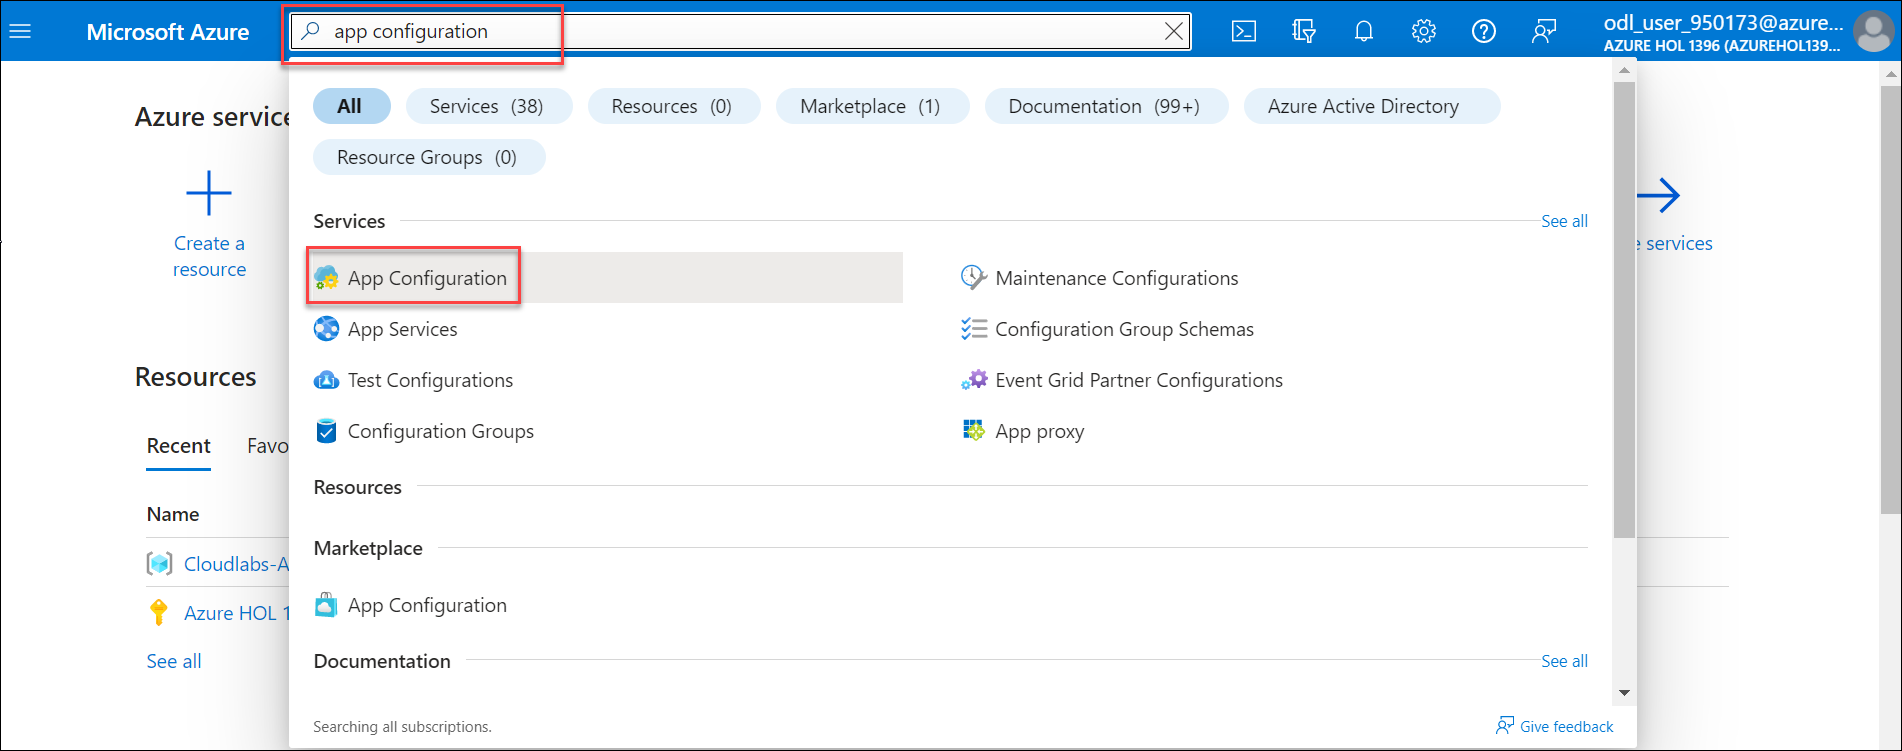 Microsoft Azure
app configuration
odl_user_950173@azure...
AZURE HOL 1396 (AZUREHOL139...
All
Services (38)
Resources (0)
Marketplace (1)
Documentation (99+)
Azure Active Directory
Resource Groups (0)
Azure service
Create a
resource
services
Services
See all
App Configuration
Maintenance Configurations
App Services
Configuration Group Schemas
Test Configurations
Event Grid Partner Configurations
Configuration Groups
App proxy
Resources
Recent
Favo
Name
Cloudlabs-A
Azure HOL 1
See all
Resources
Marketplace
App Configuration
Documentation
See all
Searching all subscriptions.
Give feedback